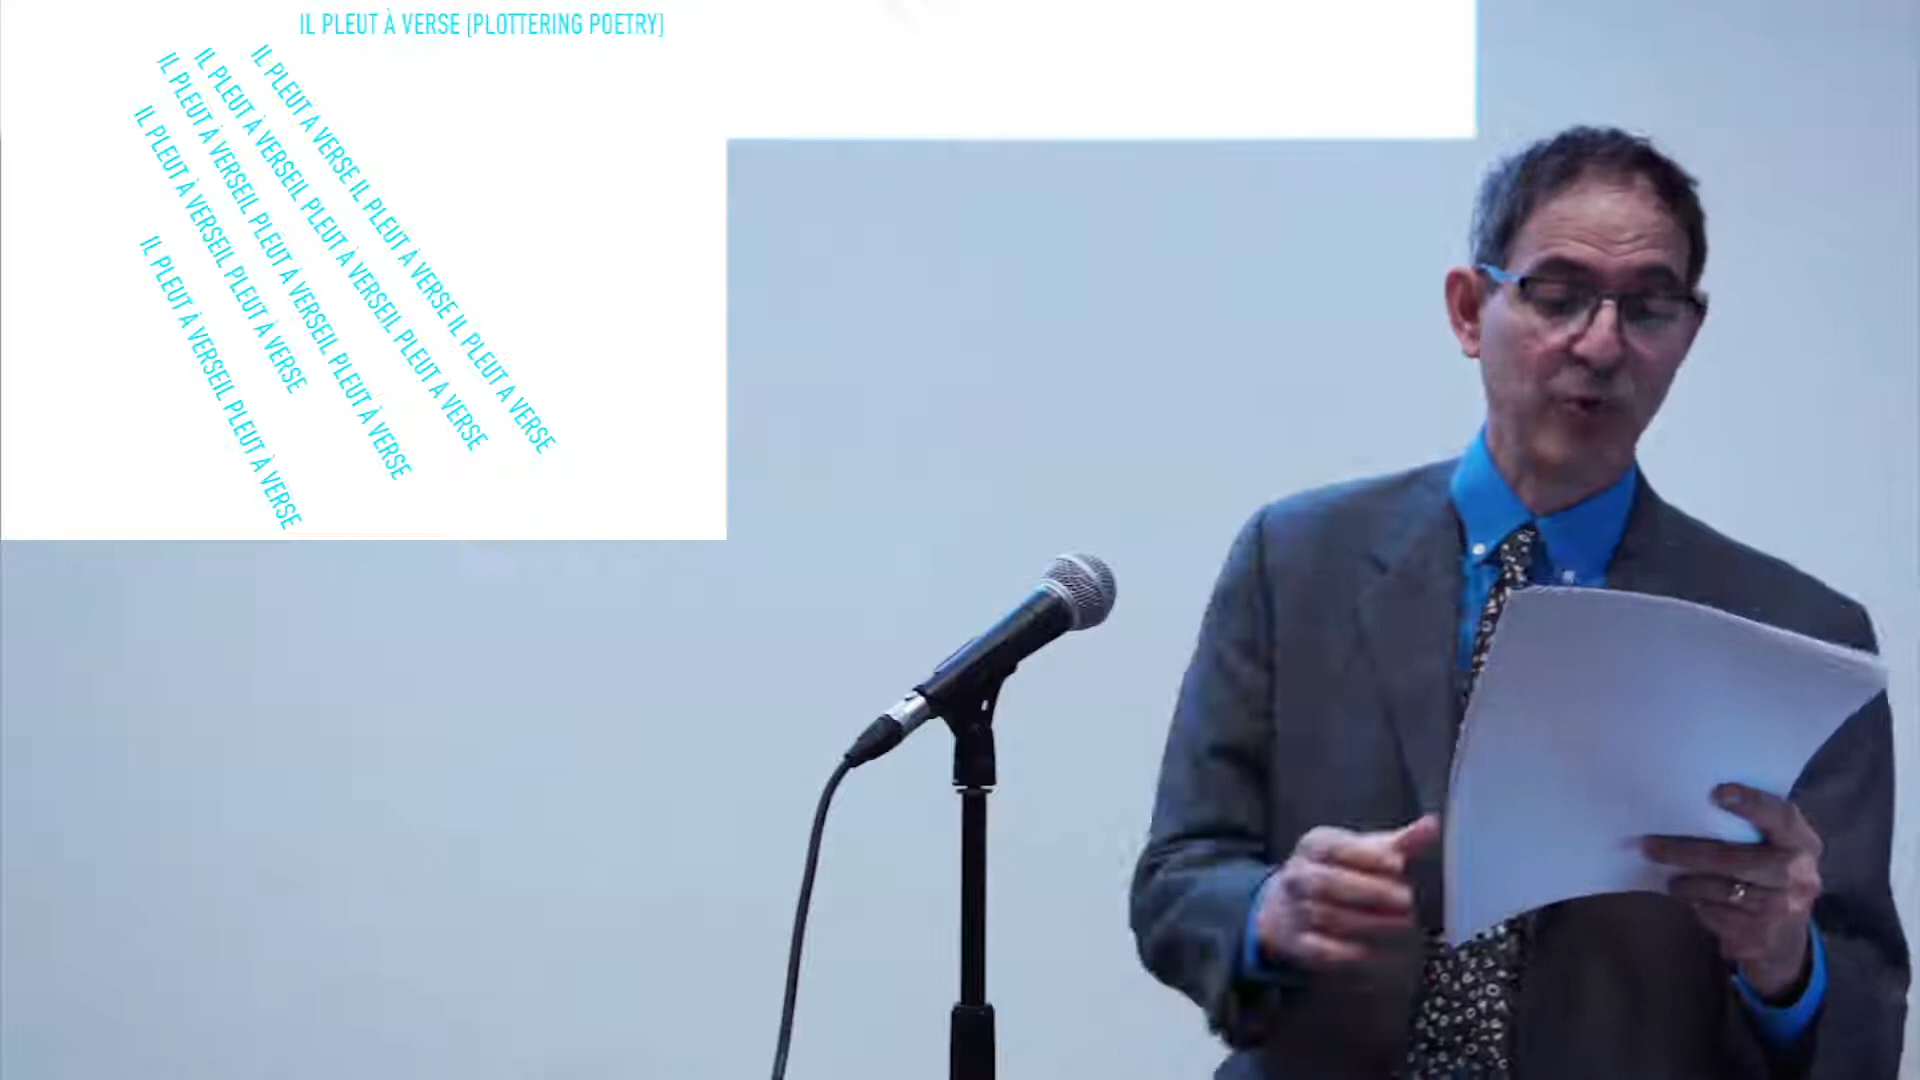 IL PLEUT À VERSE (PLOTTERING POETRY)
IL PLEUT A VERSE IL PLEUT À VERSE IL PLEUT A VERSE
IL PLEUT À VERSEIL PLEUT À VERSEIL PLEUT A VERSE
IL PLEUT À VERSEIL PLEUT À VERSEIL PLEUT À VERSE
IL PLEUT À VERSEIL PLEUT À VERSE
IL PLEUT À VERSEIL PLEUT À VERSE